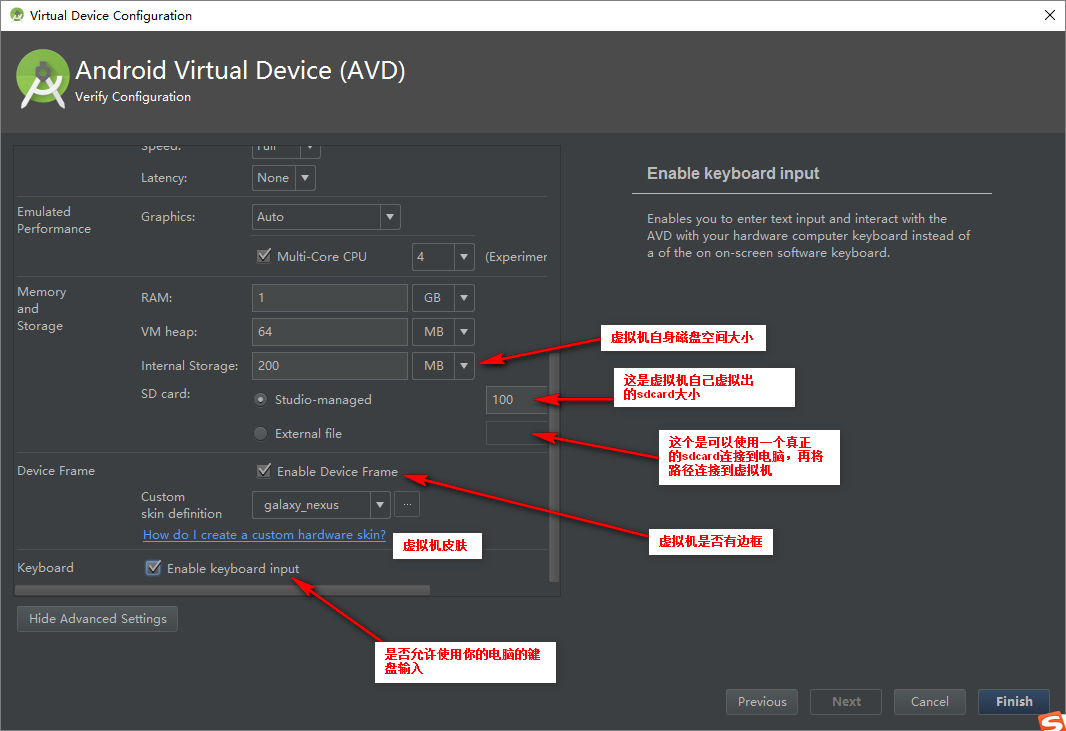 Virtual Device Configuration
Android Virtual Device (AVD)
Verify Configuration
Speed:
Full
Latency:
None
Emulated
Performance
Graphics:
Auto
Multi-Core CPU
4
(Experimen
Memory
and
Storage
RAM:
1
GB
VM heap:
64
MB
Internal Storage:
200
MB
SD card:
Studio-managed
100
External file
Device Frame
Enable Device Frame
Custom
skin definition
galaxy_nexus
...
How do I create a custom hardware skin?
Keyboard
Enable keyboard input
Hide Advanced Settings
Enable keyboard input
Enables you to enter text input and interact with the
AVD with your hardware computer keyboard instead of
a of the on on-screen software keyboard.
虚拟机自身磁盘空间大小
这是虚拟机自己虚拟出
的sdcard大小
这个是可以使用一个真正
的sdcard连接到电脑，再将
路径连接到虚拟机
虚拟机是否有边框
虚拟机皮肤
是否允许使用你的电脑的键
盘输入
Previous
Next
Cancel
Finish